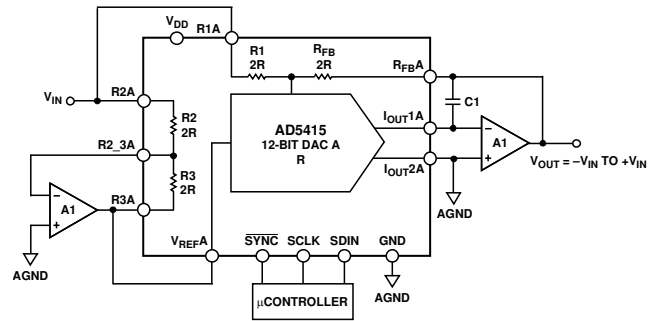 VDD
R1A
R1
2R
RFB
2R
RFBA
C1
VIN
R2A
R2
2R
AD5415
12-BIT DAC A
R
IOUT1A
IOUT2A
A1
VOUT = –VIN TO +VIN
AGND
R2_3A
R3
2R
A1
R3A
AGND
VREFA
SYNC
SCLK
SDIN
GND
µCONTROLLER
AGND